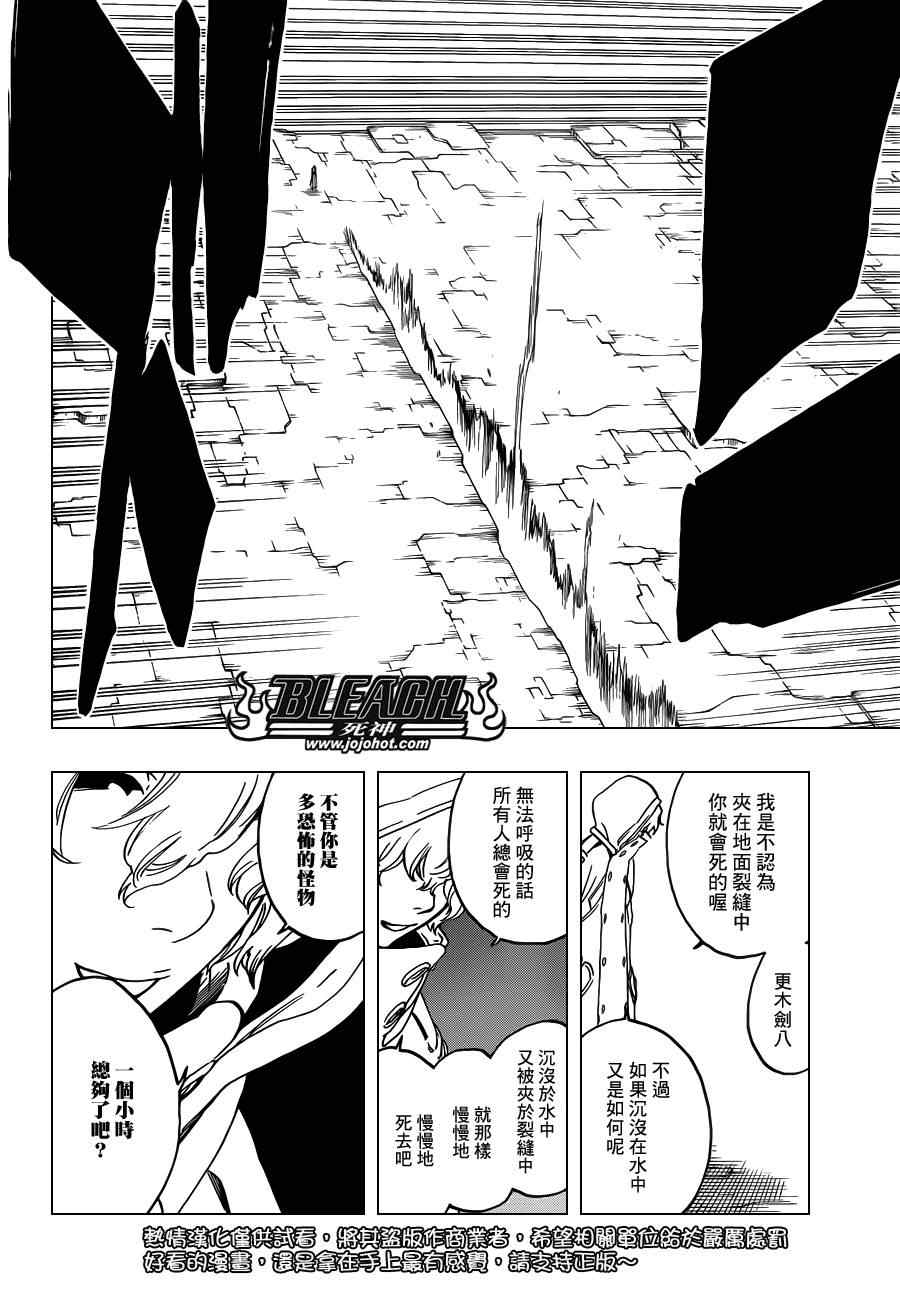 BLEACH
死神
www.jojohot.com
我是不認為
夾在地面裂縫中
你就會死的喔
更木劍八
不過
如果沉沒在水中
又是如何呢
無法呼吸的話
所有人總會死的
沉沒於水中
又被夾於裂縫中
就那樣
慢慢地
慢慢地
死去吧
不管你是
多恐怖的怪物
一個小時
總夠了吧？
熱情漢化僅供試看，將其盜版作商業者，希望相關單位給於嚴厲處罰
好看的漫畫，還是拿在手上最有感覺，請支持正版～